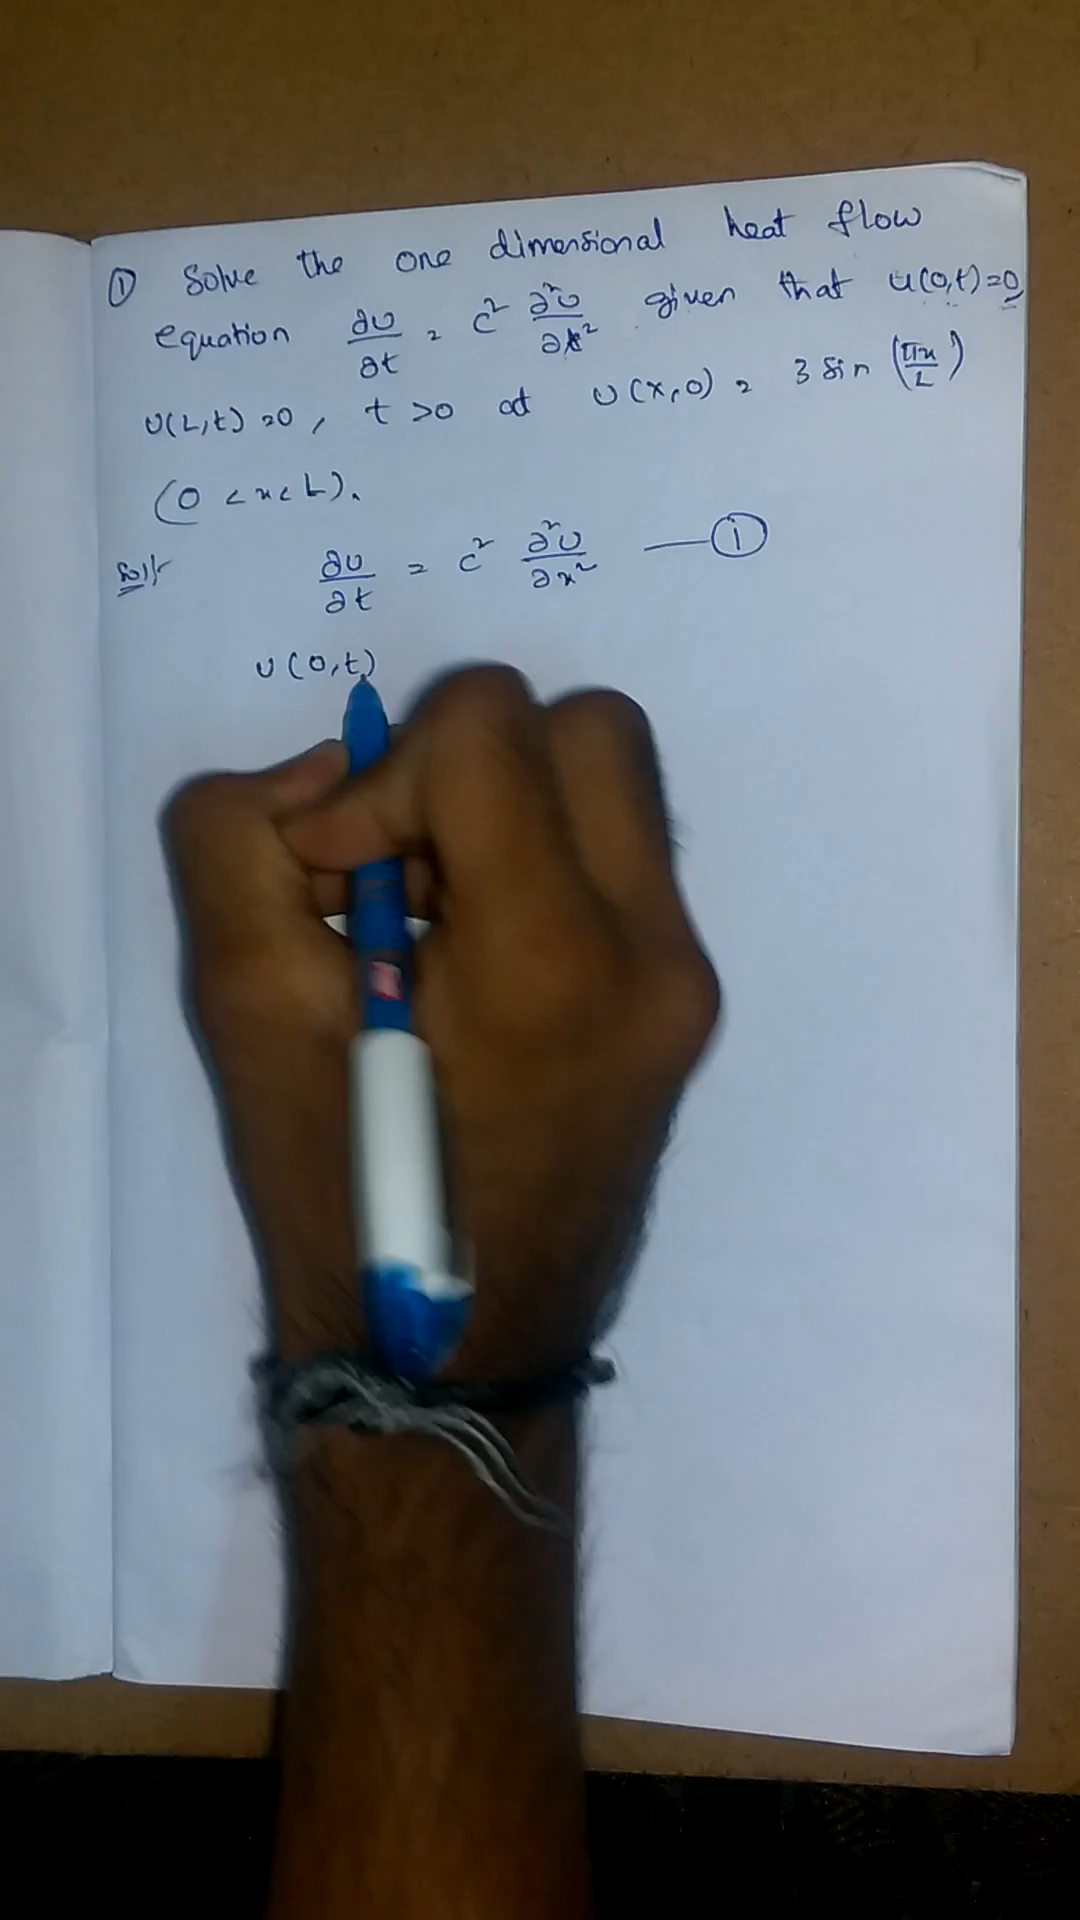 ① Solve the one dimensional heat flow
equation ∂u/∂t = c² ∂²u/∂x² given that u(0,t)=0,
u(L,t)=0, t>0 at u(x,0) = 3 sin (πx/L)
(0 <x< L).
Sol:- ∂u/∂t = c² ∂²u/∂x² —①
u(0,t)